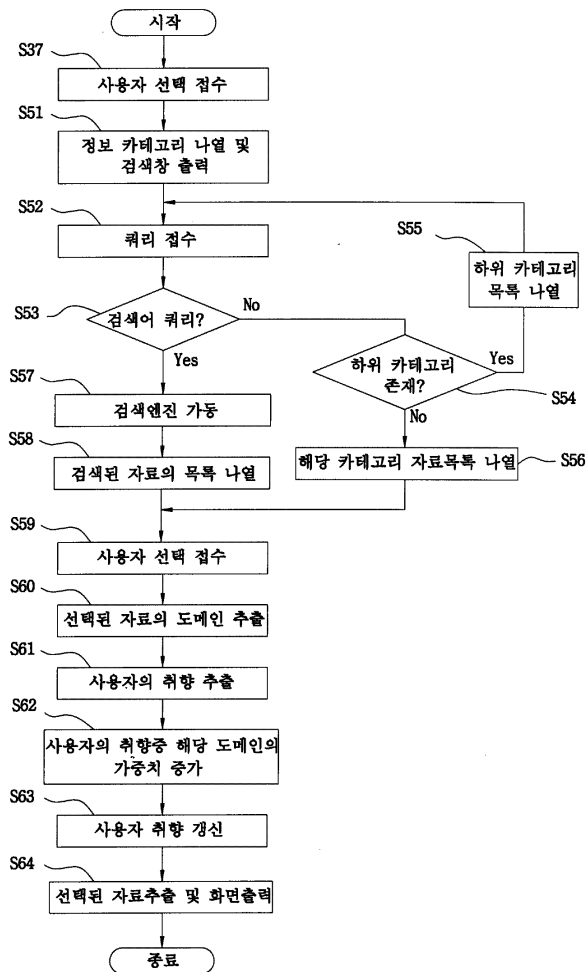 시작
S37
사용자 선택 접수
S51
정보 카테고리 나열 및
검색창 출력
S52
쿼리 접수
S55
하위 카테고리
목록 나열
S53
검색어 쿼리?
No
Yes
하위 카테고리
존재?
Yes
S54
No
S57
검색엔진 가동
S58
검색된 자료의 목록 나열
해당 카테고리 자료목록 나열
S56
S59
사용자 선택 접수
S60
선택된 자료의 도메인 추출
S61
사용자의 취향 추출
S62
사용자의 취향중 해당 도메인의
가중치 증가
S63
사용자 취향 갱신
S64
선택된 자료추출 및 화면출력
종료